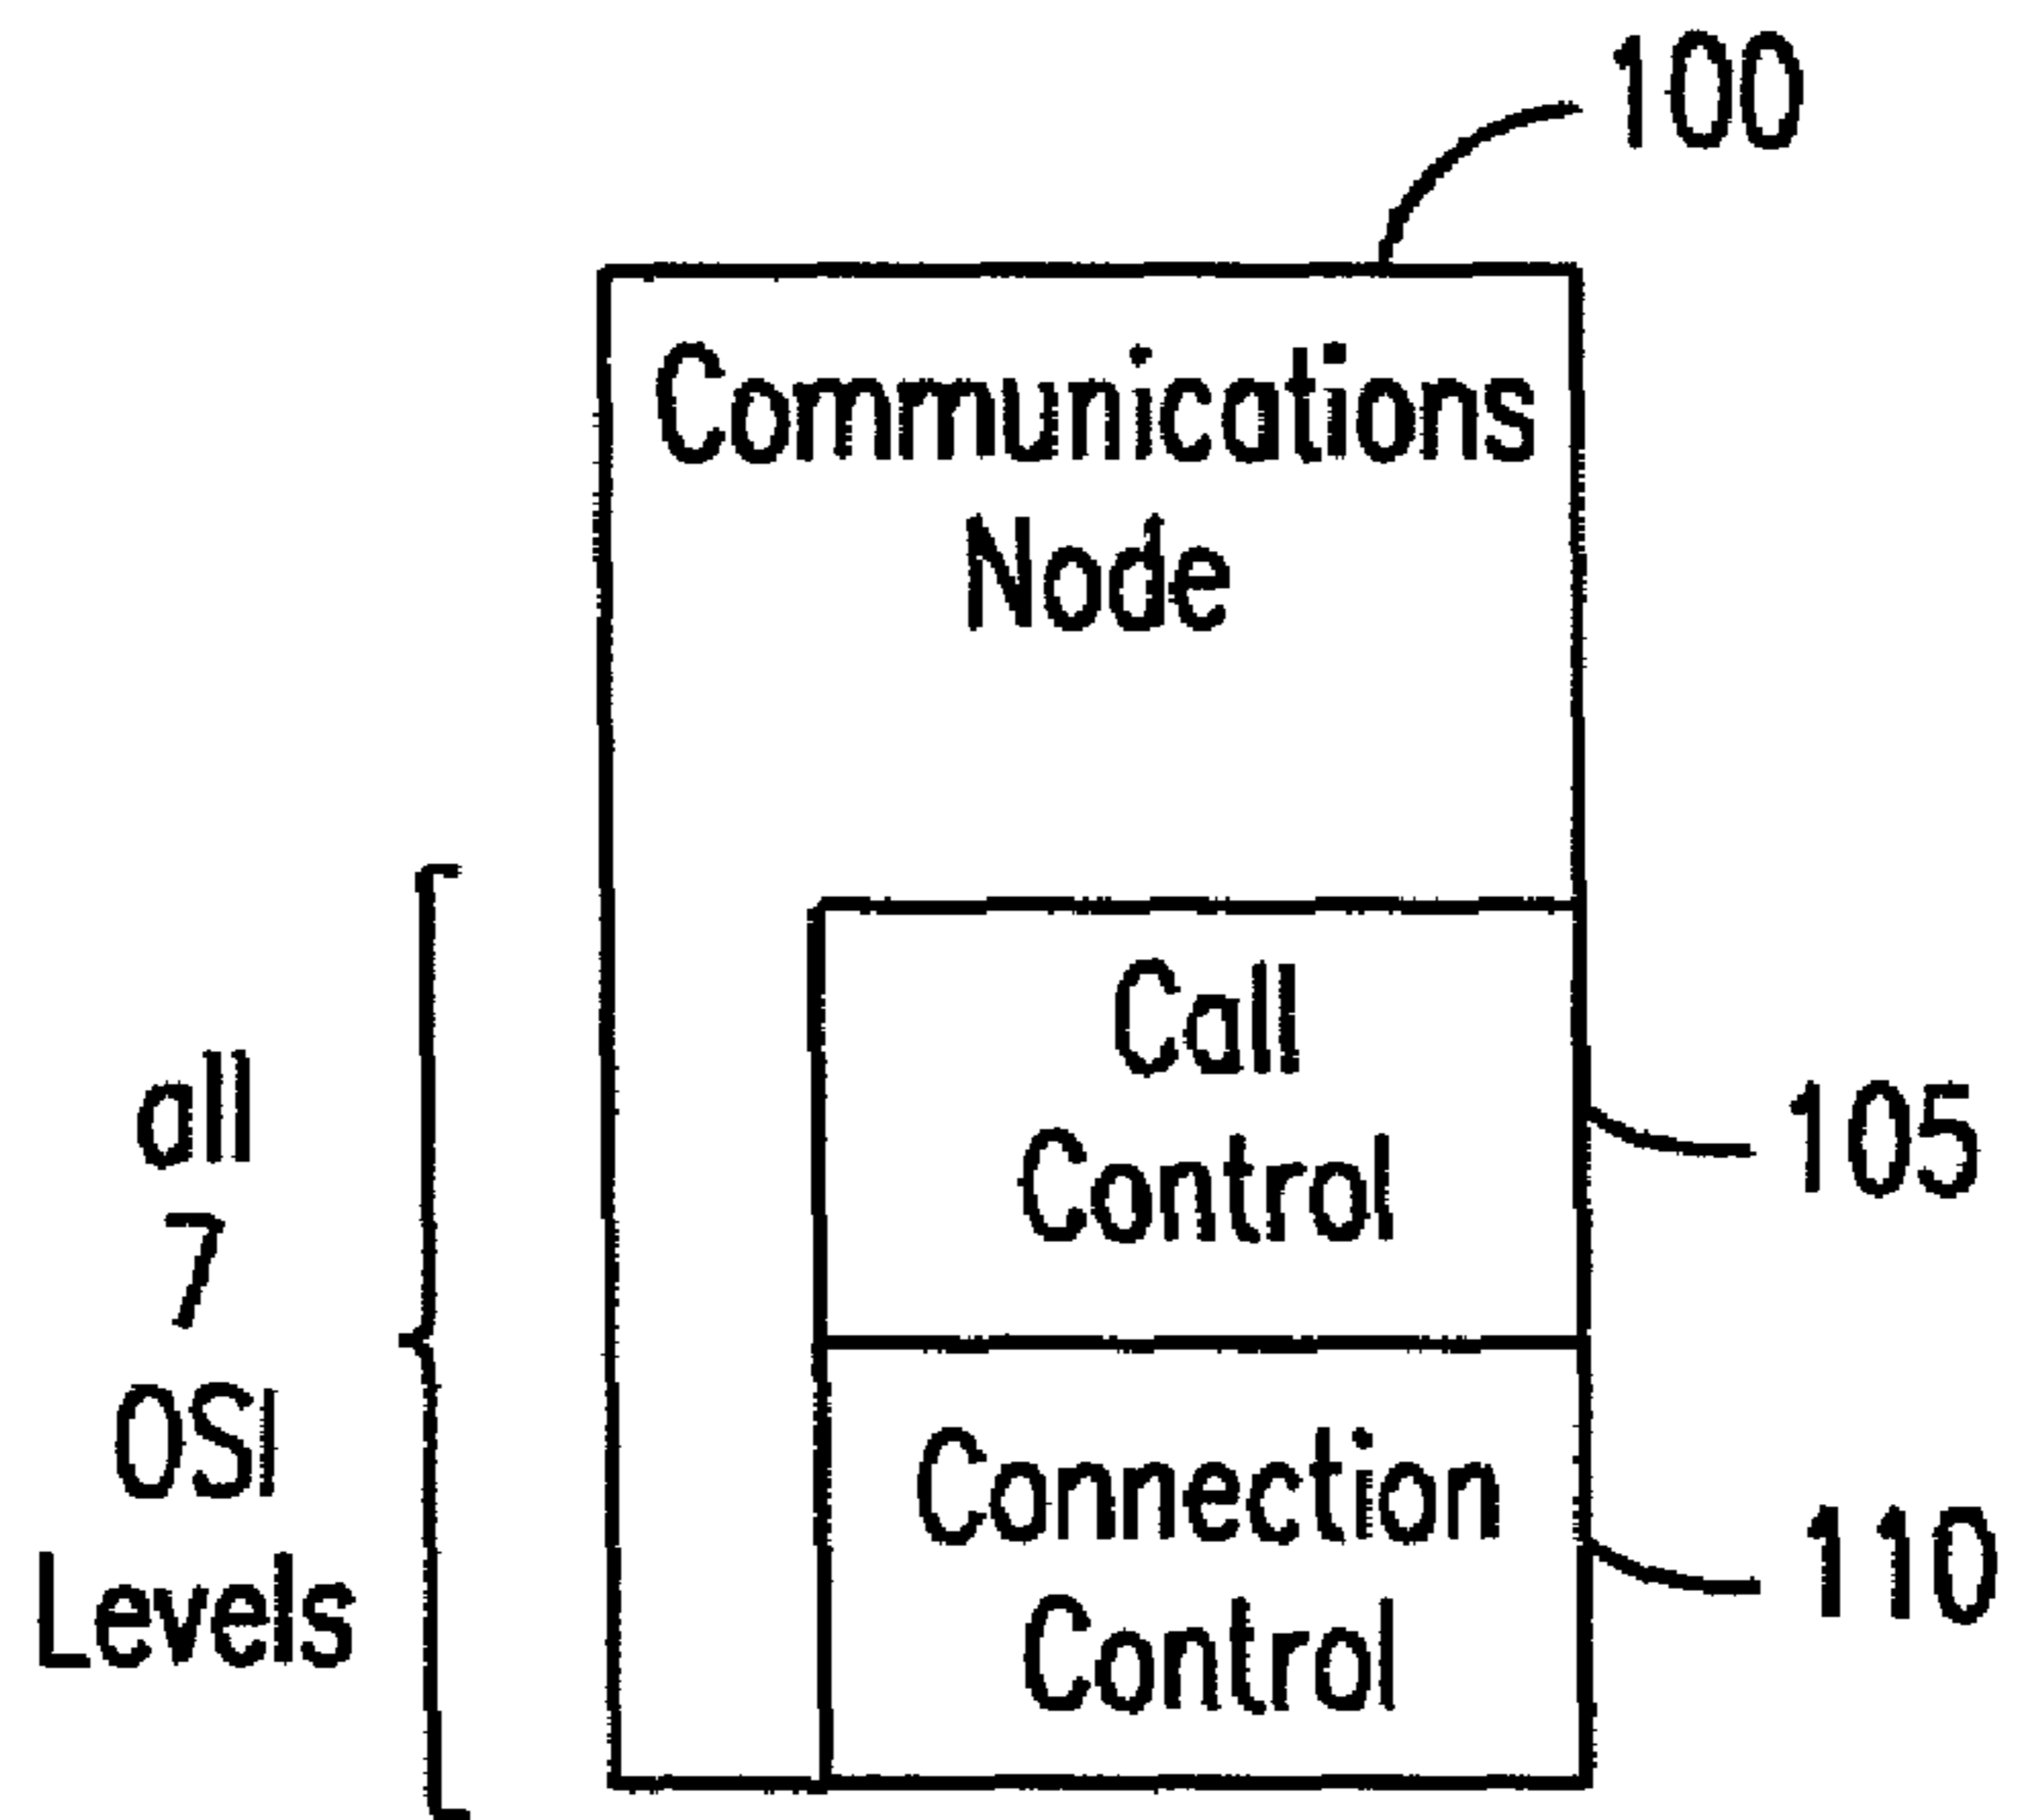 100
Communications
Node
Call
Control
105
all
7
OSI
Levels
Connection
Control
110